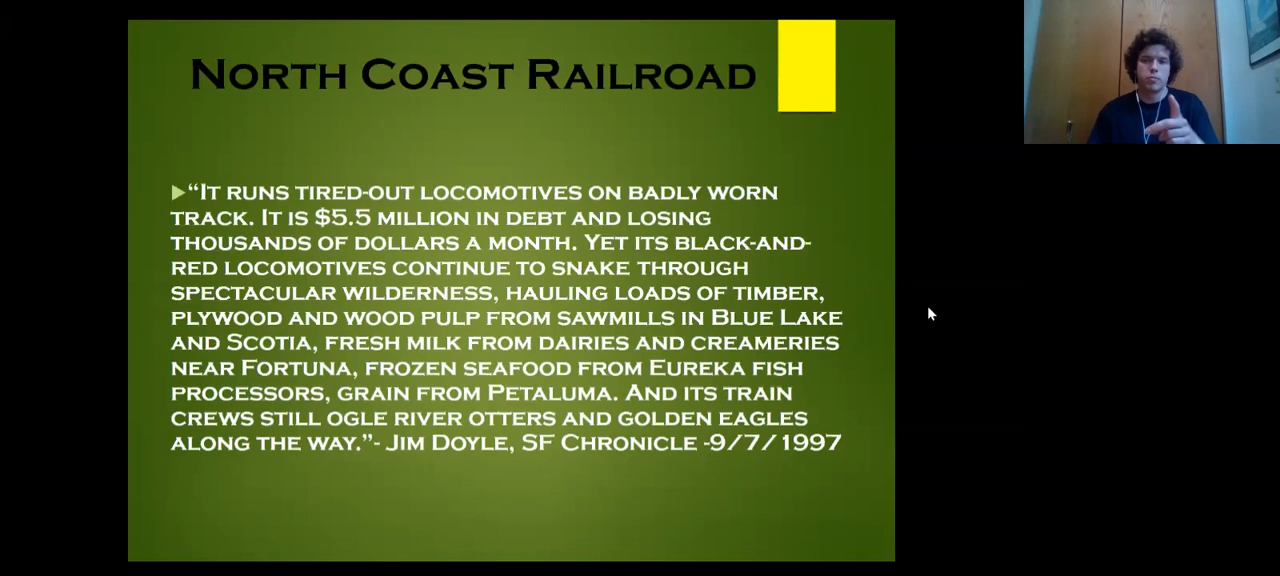 NORTH COAST RAILROAD
"IT RUNS TIRED-OUT LOCOMOTIVES ON BADLY WORN
TRACK. IT IS $5.5 MILLION IN DEBT AND LOSING
THOUSANDS OF DOLLARS A MONTH. YET ITS BLACK-AND-
RED LOCOMOTIVES CONTINUE TO SNAKE THROUGH
SPECTACULAR WILDERNESS, HAULING LOADS OF TIMBER,
PLYWOOD AND WOOD PULP FROM SAWMILLS IN BLUE LAKE
AND SCOTIA, FRESH MILK FROM DAIRIES AND CREAMERIES
NEAR FORTUNA, FROZEN SEAFOOD FROM EUREKA FISH
PROCESSORS, GRAIN FROM PETALUMA. AND ITS TRAIN
CREWS STILL OGLE RIVER OTTERS AND GOLDEN EAGLES
ALONG THE WAY."- JIM DOYLE, SF CHRONICLE -9/7/1997